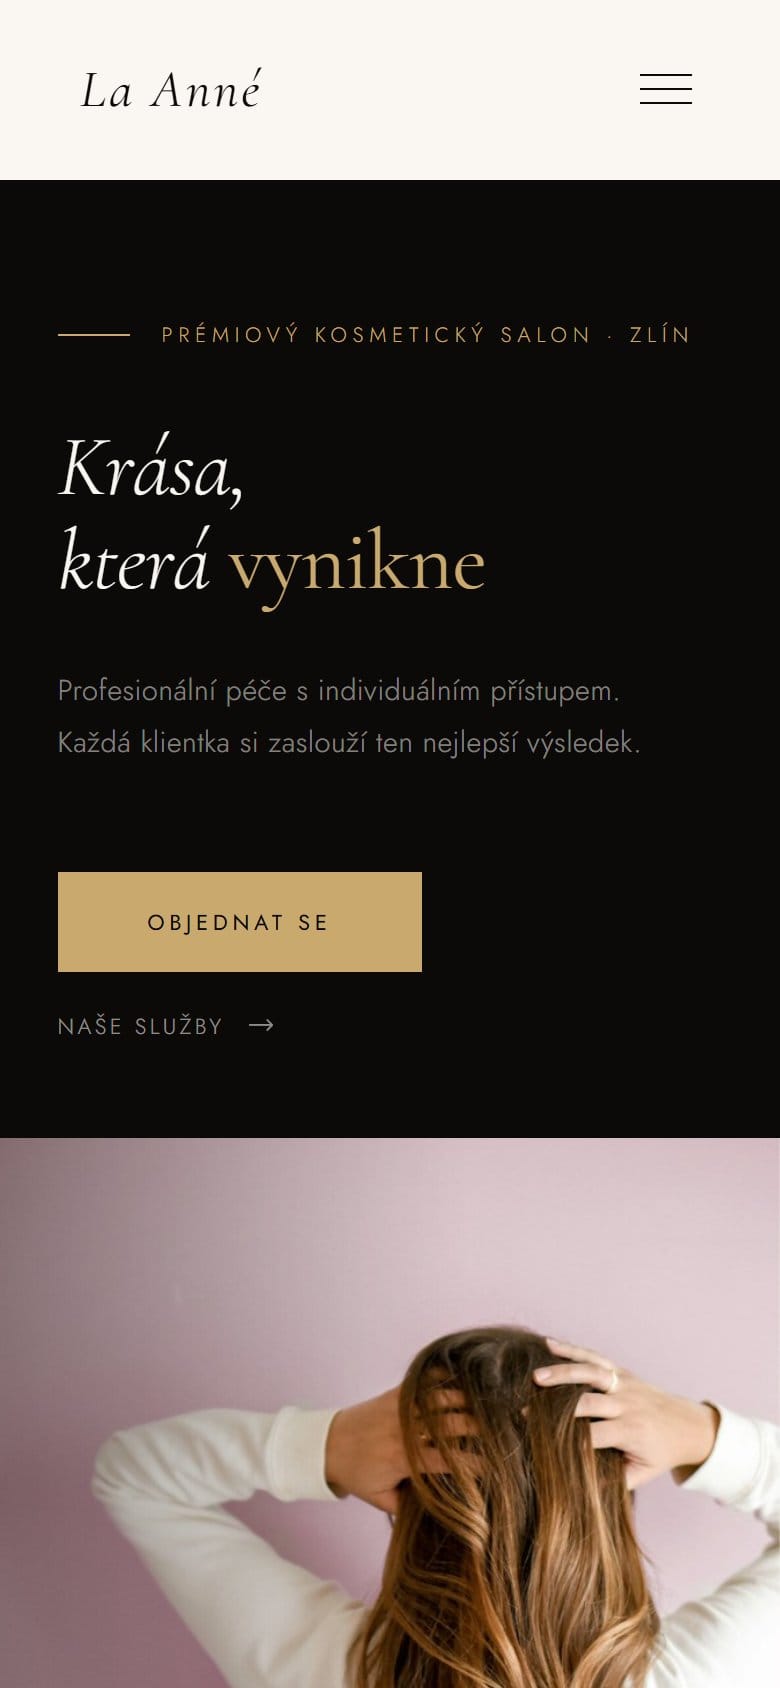 La Anné
PRÉMIOVÝ KOSMETICKÝ SALON · ZLÍN
Krása,
která vynikne
Profesionální péče s individuálním přístupem.
Každá klientka si zaslouží ten nejlepší výsledek.
OBJEDNAT SE
NAŠE SLUŽBY →